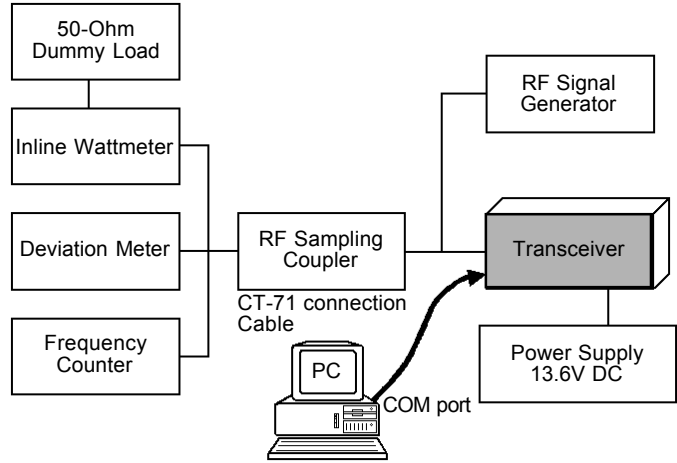 50-Ohm
Dummy Load
Inline Wattmeter
Deviation Meter
Frequency
Counter
RF Sampling
Coupler
CT-71 connection
Cable
PC
COM port
RF Signal
Generator
Transceiver
Power Supply
13.6V DC